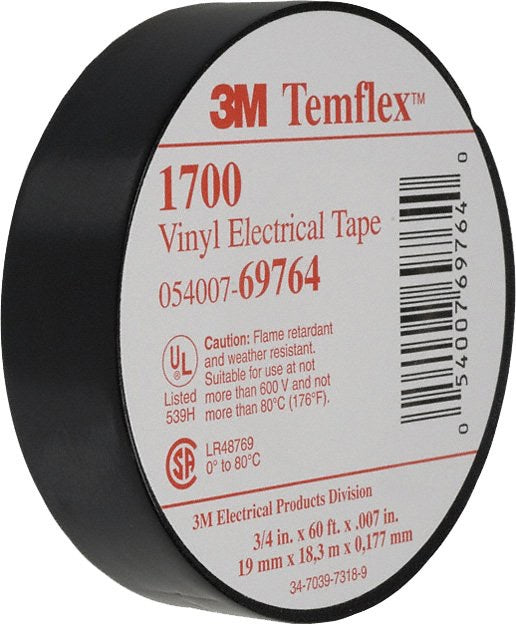 3M Temflex™
1700
Vinyl Electrical Tape
054007-69764
UL
®
Listed
539H
Caution: Flame retardant
and weather resistant.
Suitable for use at not
more than 600 V and not
more than 80°C (176°F).
SA
LR48769
0° to 80°C
3M Electrical Products Division
3/4 in. x 60 ft. x .007 in.
19 mm x 18,3 m x 0,177 mm
34-7039-7318-9
0 54007 69764 0